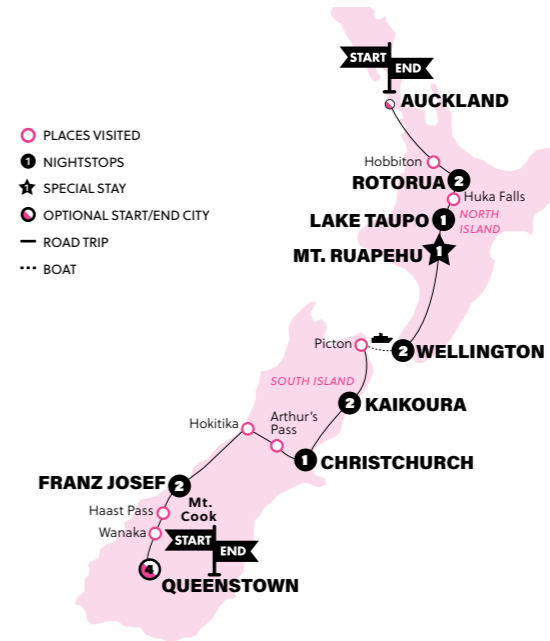 START
END
AUCKLAND
PLACES VISITED
1 NIGHTSTOPS
1 SPECIAL STAY
OPTIONAL START/END CITY
ROAD TRIP
BOAT
Hobbiton
ROTORUA 2
Huka Falls
LAKE TAUPO 1
NORTH
ISLAND
MT. RUAPEHU 1
Picton
2 WELLINGTON
SOUTH ISLAND
2 KAIKOURA
Hokitika
Arthur's
Pass
1 CHRISTCHURCH
FRANZ JOSEF 2
Mt.
Cook
Haast Pass
Wanaka
START
END
4
QUEENSTOWN